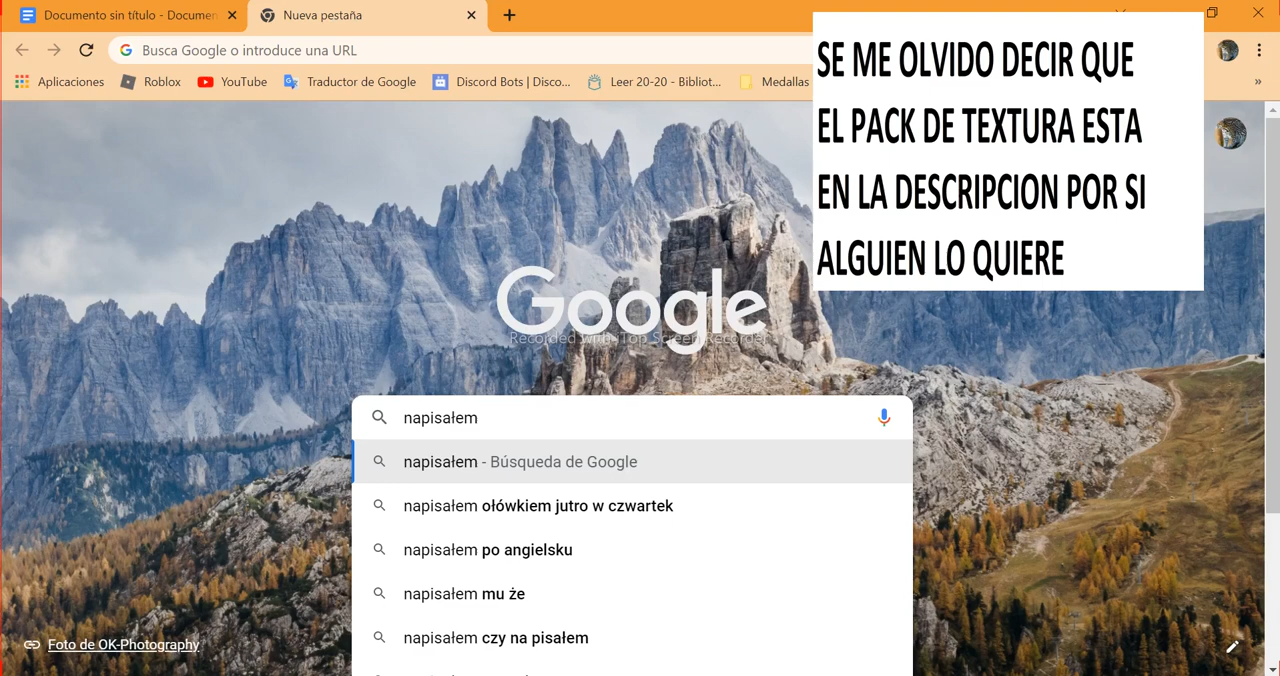 Documento sin título - Documen
Nueva pestaña
Busca Google o introduce una URL
Aplicaciones
Roblox
YouTube
Traductor de Google
Discord Bots | Disco...
Leer 20-20 - Bibliot...
Medallas
SE ME OLVIDO DECIR QUE
EL PACK DE TEXTURA ESTA
EN LA DESCRIPCION POR SI
ALGUIEN LO QUIERE
Google
Recorded with iTop Screen Recorder
napisałem
napisałem - Búsqueda de Google
napisałem ołówkiem jutro w czwartek
napisałem po angielsku
napisałem mu że
napisałem czy na pisałem
Foto de OK-Photography